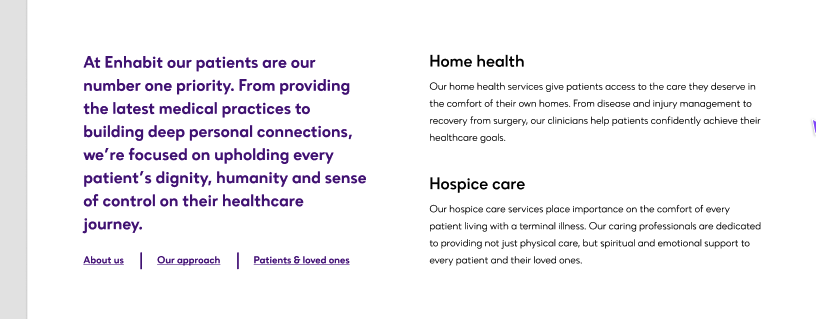 At Enhabit our patients are our
number one priority. From providing
the latest medical practices to
building deep personal connections,
we're focused on upholding every
patient's dignity, humanity and sense
of control on their healthcare
journey.
About us | Our approach | Patients & loved ones
Home health
Our home health services give patients access to the care they deserve in
the comfort of their own homes. From disease and injury management to
recovery from surgery, our clinicians help patients confidently achieve their
healthcare goals.
Hospice care
Our hospice care services place importance on the comfort of every
patient living with a terminal illness. Our caring professionals are dedicated
to providing not just physical care, but spiritual and emotional support to
every patient and their loved ones.